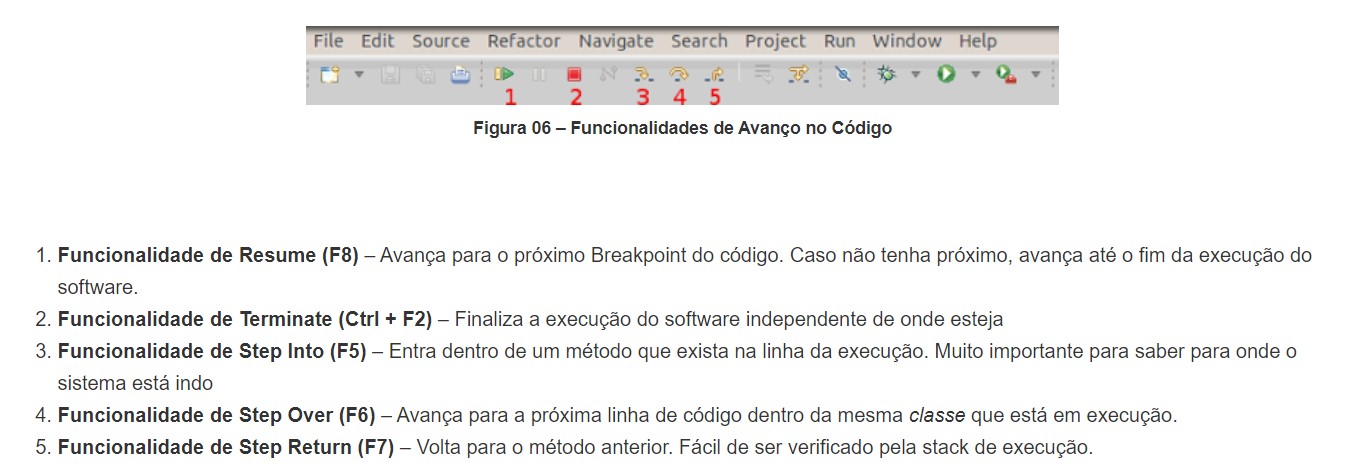 File Edit Source Refactor Navigate Search Project Run Window Help
1 2 3 4 5
Figura 06 – Funcionalidades de Avanço no Código
1. Funcionalidade de Resume (F8) – Avança para o próximo Breakpoint do código. Caso não tenha próximo, avança até o fim da execução do
software.
2. Funcionalidade de Terminate (Ctrl + F2) – Finaliza a execução do software independente de onde esteja
3. Funcionalidade de Step Into (F5) – Entra dentro de um método que exista na linha da execução. Muito importante para saber para onde o
sistema está indo
4. Funcionalidade de Step Over (F6) – Avança para a próxima linha de código dentro da mesma classe que está em execução.
5. Funcionalidade de Step Return (F7) – Volta para o método anterior. Fácil de ser verificado pela stack de execução.